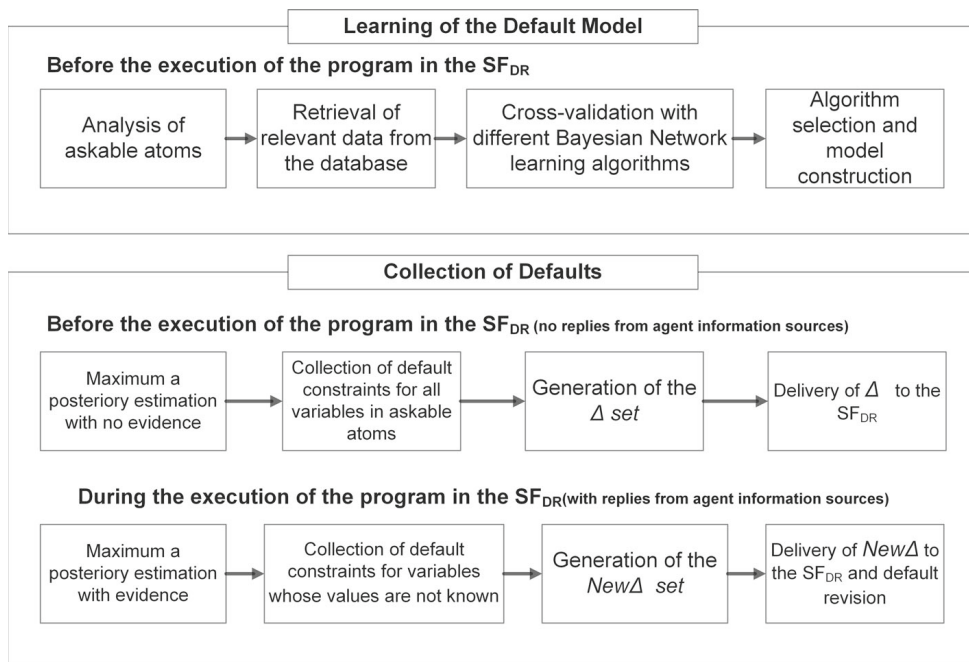 Learning of the Default Model
Before the execution of the program in the SFDR
Analysis of
askable atoms
Retrieval of
relevant data from
the database
Cross-validation with
different Bayesian Network
learning algorithms
Algorithm
selection and
model
construction
Collection of Defaults
Before the execution of the program in the SFDR (no replies from agent information sources)
Maximum a
posteriory estimation
with no evidence
Collection of default
constraints for all
variables in askable
atoms
Generation of the
Δ set
Delivery of Δ to the
SFDR
During the execution of the program in the SFDR(with replies from agent information sources)
Maximum a
posteriory estimation
with evidence
Collection of default
constraints for variables
whose values are not known
Generation of the
NewΔ set
Delivery of NewΔ to
the SFDR and default
revision